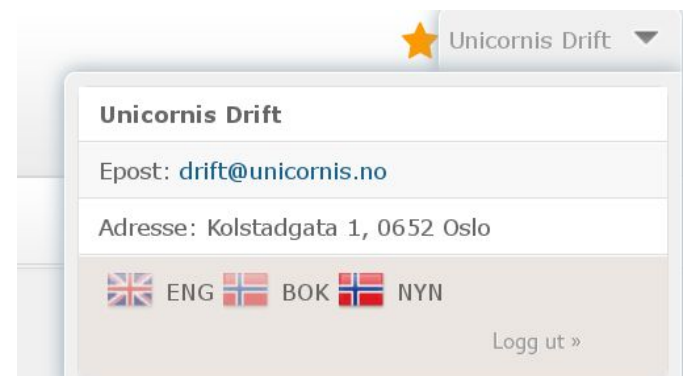 Unicornis Drift
Unicornis Drift
Epost: drift@unicornis.no
Adresse: Kolstadgata 1, 0652 Oslo
ENG BOK NYN
Logg ut »